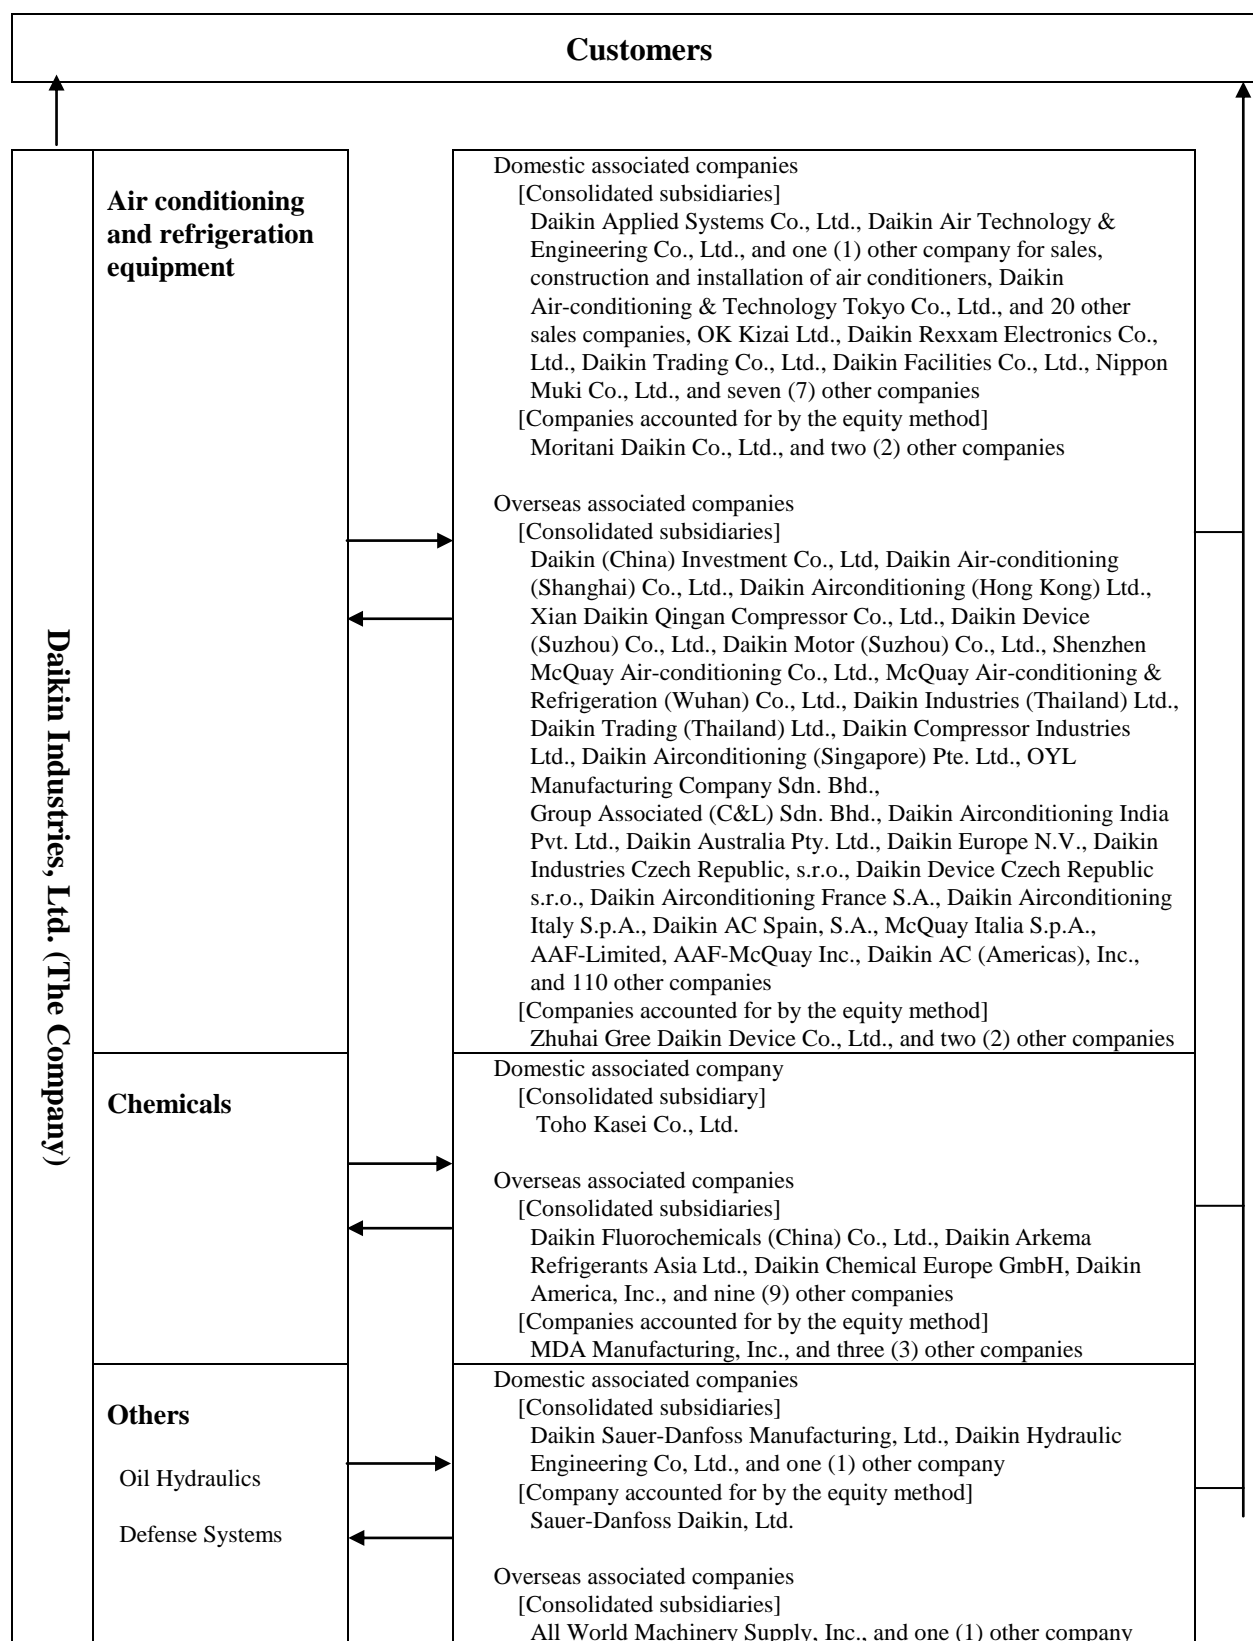 Customers
Daikin Industries, Ltd. (The Company)
Air conditioning
and refrigeration
equipment
Domestic associated companies
[Consolidated subsidiaries]
Daikin Applied Systems Co., Ltd., Daikin Air Technology &
Engineering Co., Ltd., and one (1) other company for sales,
construction and installation of air conditioners, Daikin
Air-conditioning & Technology Tokyo Co., Ltd., and 20 other
sales companies, OK Kizai Ltd., Daikin Rexxam Electronics Co.,
Ltd., Daikin Trading Co., Ltd., Daikin Facilities Co., Ltd., Nippon
Muki Co., Ltd., and seven (7) other companies
[Companies accounted for by the equity method]
Moritani Daikin Co., Ltd., and two (2) other companies
Overseas associated companies
[Consolidated subsidiaries]
Daikin (China) Investment Co., Ltd, Daikin Air-conditioning
(Shanghai) Co., Ltd., Daikin Airconditioning (Hong Kong) Ltd.,
Xian Daikin Qingan Compressor Co., Ltd., Daikin Device
(Suzhou) Co., Ltd., Daikin Motor (Suzhou) Co., Ltd., Shenzhen
McQuay Air-conditioning Co., Ltd., McQuay Air-conditioning &
Refrigeration (Wuhan) Co., Ltd., Daikin Industries (Thailand) Ltd.,
Daikin Trading (Thailand) Ltd., Daikin Compressor Industries
Ltd., Daikin Airconditioning (Singapore) Pte. Ltd., OYL
Manufacturing Company Sdn. Bhd.,
Group Associated (C&L) Sdn. Bhd., Daikin Airconditioning India
Pvt. Ltd., Daikin Australia Pty. Ltd., Daikin Europe N.V., Daikin
Industries Czech Republic, s.r.o., Daikin Device Czech Republic
s.r.o., Daikin Airconditioning France S.A., Daikin Airconditioning
Italy S.p.A., Daikin AC Spain, S.A., McQuay Italia S.p.A.,
AAF-Limited, AAF-McQuay Inc., Daikin AC (Americas), Inc.,
and 110 other companies
[Companies accounted for by the equity method]
Zhuhai Gree Daikin Device Co., Ltd., and two (2) other companies
Chemicals
Domestic associated company
[Consolidated subsidiary]
Toho Kasei Co., Ltd.
Overseas associated companies
[Consolidated subsidiaries]
Daikin Fluorochemicals (China) Co., Ltd., Daikin Arkema
Refrigerants Asia Ltd., Daikin Chemical Europe GmbH, Daikin
America, Inc., and nine (9) other companies
[Companies accounted for by the equity method]
MDA Manufacturing, Inc., and three (3) other companies
Others
Oil Hydraulics
Defense Systems
Domestic associated companies
[Consolidated subsidiaries]
Daikin Sauer-Danfoss Manufacturing, Ltd., Daikin Hydraulic
Engineering Co, Ltd., and one (1) other company
[Company accounted for by the equity method]
Sauer-Danfoss Daikin, Ltd.
Overseas associated companies
[Consolidated subsidiaries]
All World Machinery Supply, Inc., and one (1) other company